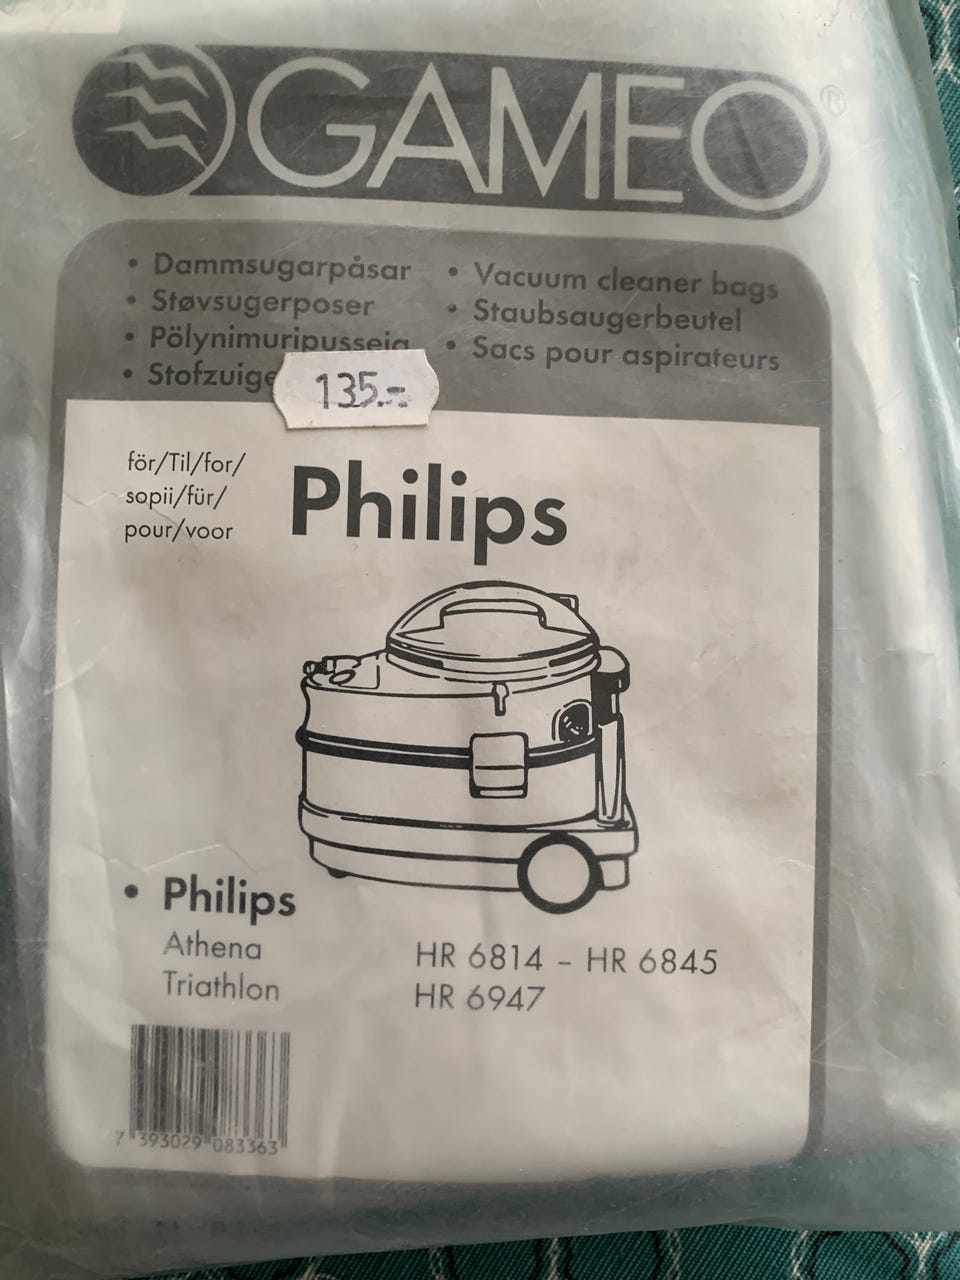 GAMEO®
• Dammsugarpåsar
• Støvsugerposer
• Pölynimuripusseja
• Vacuum cleaner bags
• Staubsaugerbeutel
• Sacs pour aspirateurs
135.-
för/Til/for/
sopii/für/
pour/voor
Philips
• Philips
Athena HR 6814 – HR 6845
Triathlon HR 6947
7 393029 083363